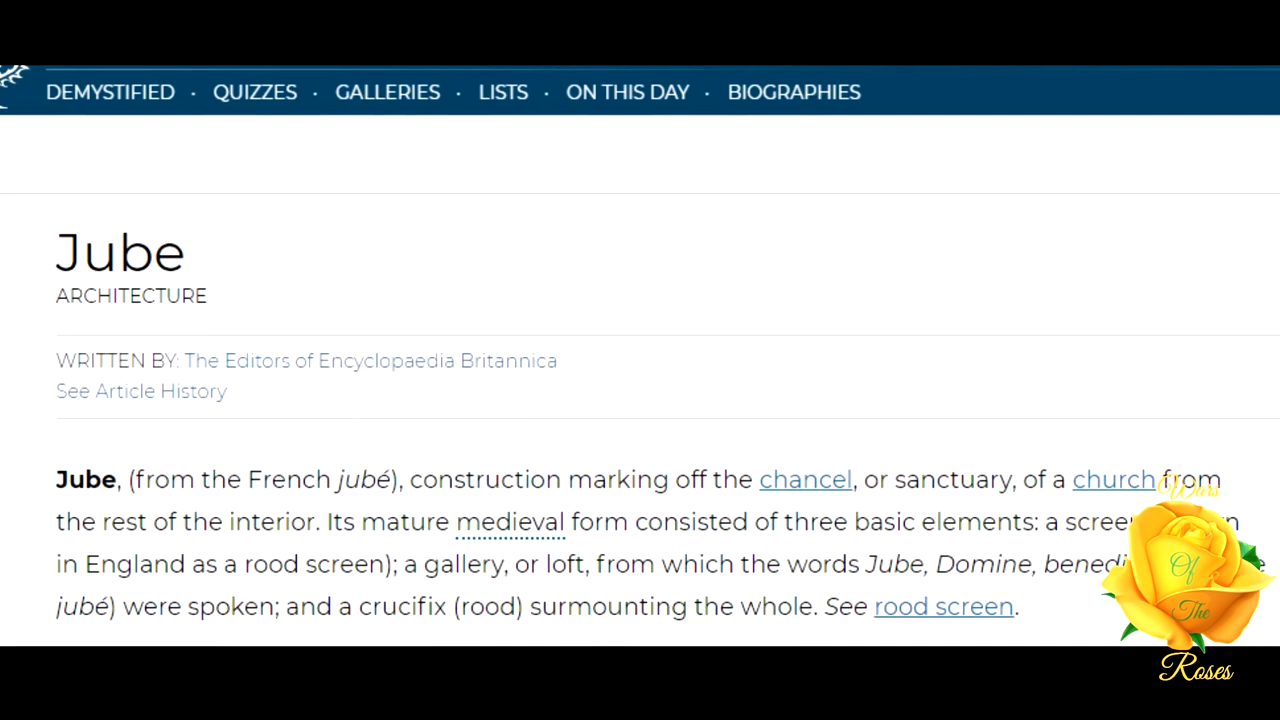 DEMYSTIFIED · QUIZZES · GALLERIES · LISTS · ON THIS DAY · BIOGRAPHIES
Jube
ARCHITECTURE
WRITTEN BY: The Editors of Encyclopaedia Britannica
See Article History
Jube, (from the French jubé), construction marking off the chancel, or sanctuary, of a church from
the rest of the interior. Its mature medieval form consisted of three basic elements: a screen
in England as a rood screen); a gallery, or loft, from which the words Jube, Domine,
jubé) were spoken; and a crucifix (rood) surmounting the whole. See rood screen.
Wars
Of
The
Roses